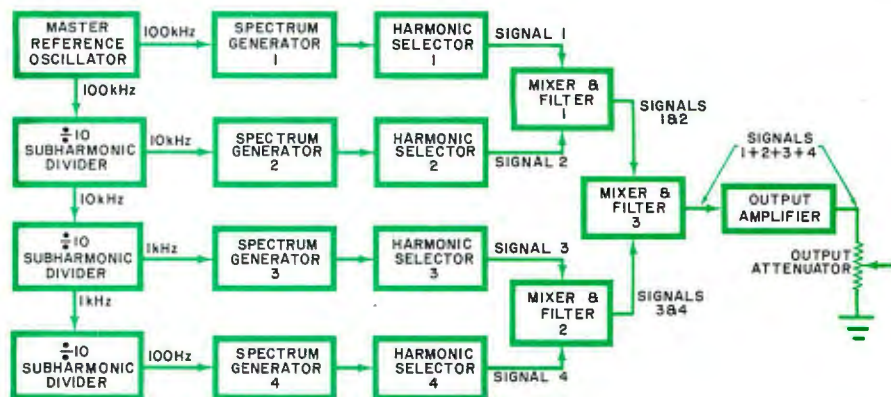 MASTER
REFERENCE
OSCILLATOR
100kHz
SPECTRUM
GENERATOR
1
HARMONIC
SELECTOR
1
SIGNAL 1
100kHz
MIXER &
FILTER
1
SIGNALS
1&2
÷10
SUBHARMONIC
DIVIDER
10kHz
SPECTRUM
GENERATOR
2
HARMONIC
SELECTOR
2
SIGNAL 2
10kHz
MIXER &
FILTER
3
SIGNALS
1+2+3+4
OUTPUT
AMPLIFIER
OUTPUT
ATTENUATOR
÷10
SUBHARMONIC
DIVIDER
1kHz
SPECTRUM
GENERATOR
3
HARMONIC
SELECTOR
3
SIGNAL 3
1kHz
MIXER &
FILTER
2
SIGNALS
3&4
÷10
SUBHARMONIC
DIVIDER
100Hz
SPECTRUM
GENERATOR
4
HARMONIC
SELECTOR
4
SIGNAL 4